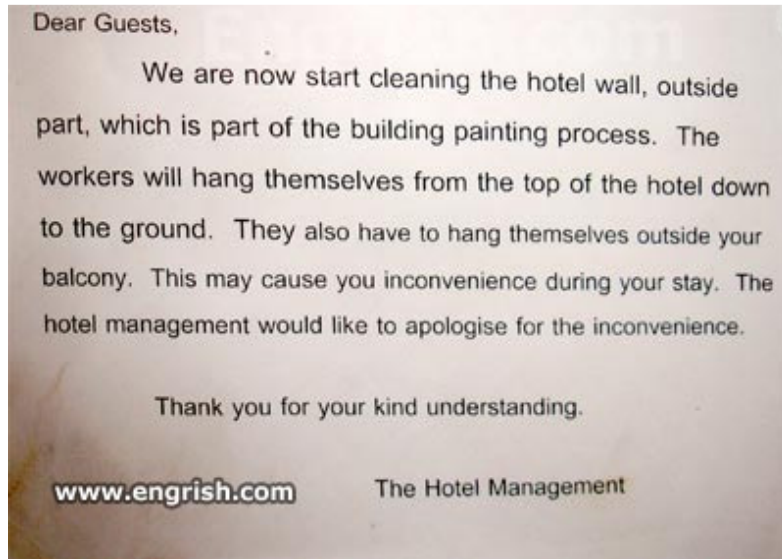 Dear Guests,
We are now start cleaning the hotel wall, outside
part, which is part of the building painting process. The
workers will hang themselves from the top of the hotel down
to the ground. They also have to hang themselves outside your
balcony. This may cause you inconvenience during your stay. The
hotel management would like to apologise for the inconvenience.
Thank you for your kind understanding.
www.engrish.com
The Hotel Management